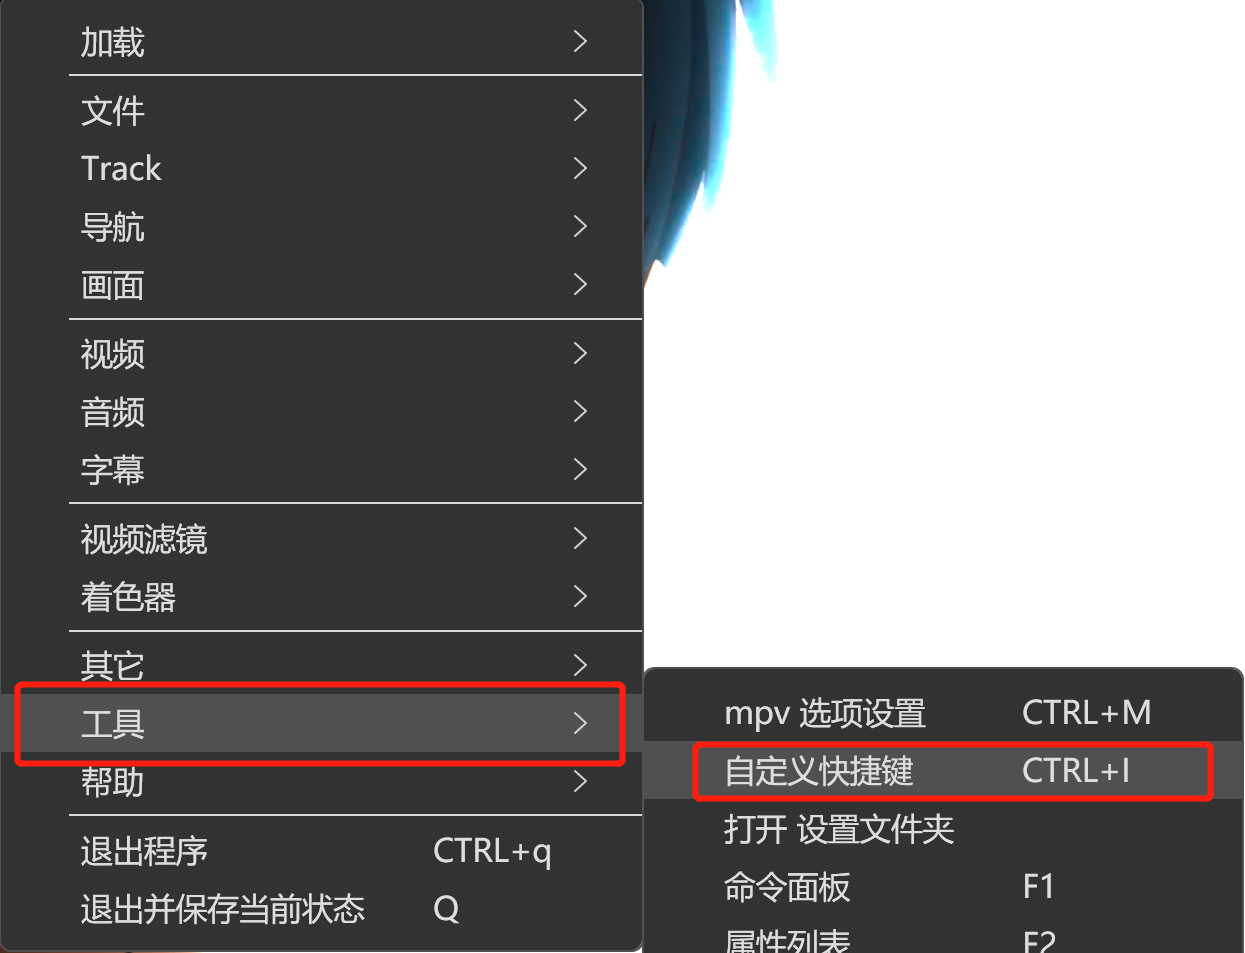 加载
文件
Track
导航
画面
视频
音频
字幕
视频滤镜
着色器
其它
工具
帮助
退出程序 CTRL+q
退出并保存当前状态 Q
mpv 选项设置 CTRL+M
自定义快捷键 CTRL+I
打开 设置文件夹
命令面板 F1
属性列表 F2